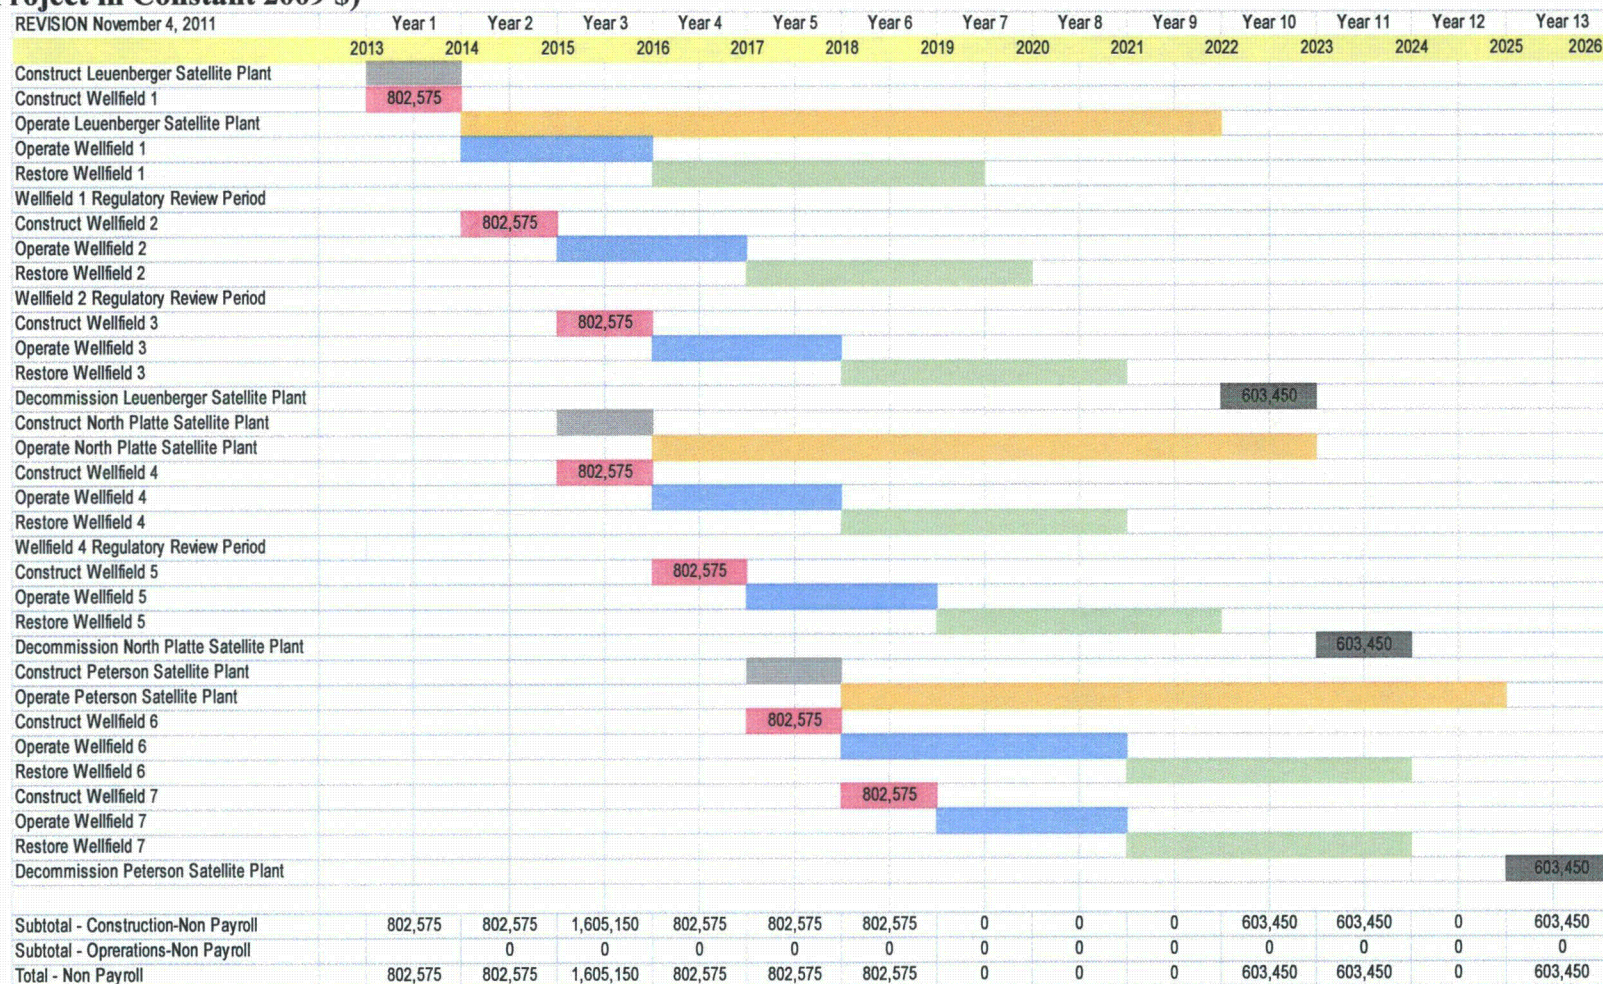 roject in Constant 2009 $)
REVISION November 4, 2011 Year 1 Year 2 Year 3 Year 4 Year 5 Year 6 Year 7 Year 8 Year 9 Year 10 Year 11 Year 12 Year 13
2013 2014 2015 2016 2017 2018 2019 2020 2021 2022 2023 2024 2025 2026
Construct Leuenberger Satellite Plant
Construct Wellfield 1 802,575
Operate Leuenberger Satellite Plant
Operate Wellfield 1
Restore Wellfield 1
Wellfield 1 Regulatory Review Period
Construct Wellfield 2 802,575
Operate Wellfield 2
Restore Wellfield 2
Wellfield 2 Regulatory Review Period
Construct Wellfield 3 802,575
Operate Wellfield 3
Restore Wellfield 3
Decommission Leuenberger Satellite Plant 603,450
Construct North Platte Satellite Plant
Operate North Platte Satellite Plant
Construct Wellfield 4 802,575
Operate Wellfield 4
Restore Wellfield 4
Wellfield 4 Regulatory Review Period
Construct Wellfield 5 802,575
Operate Wellfield 5
Restore Wellfield 5
Decommission North Platte Satellite Plant 603,450
Construct Peterson Satellite Plant
Operate Peterson Satellite Plant
Construct Wellfield 6 802,575
Operate Wellfield 6
Restore Wellfield 6
Construct Wellfield 7 802,575
Operate Wellfield 7
Restore Wellfield 7
Decommission Peterson Satellite Plant 603,450
Subtotal - Construction-Non Payroll 802,575 802,575 1,605,150 802,575 802,575 802,575 0 0 0 603,450 603,450 0 603,450
Subtotal - Oprerations-Non Payroll 0 0 0 0 0 0 0 0 0 0 0 0
Total - Non Payroll 802,575 802,575 1,605,150 802,575 802,575 802,575 0 0 0 603,450 603,450 0 603,450